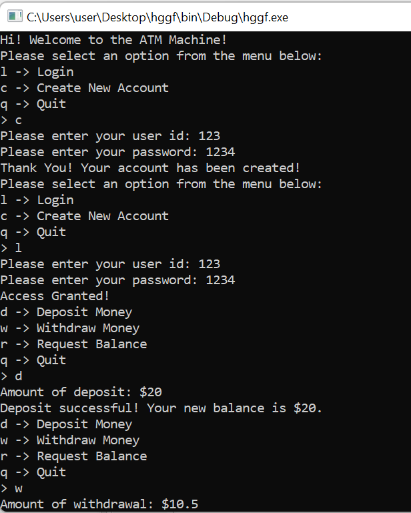 C:\Users\user\Desktop\hggf\bin\Debug\hggf.exe
Hi! Welcome to the ATM Machine!
Please select an option from the menu below:
l -> Login
c -> Create New Account
q -> Quit
> c
Please enter your user id: 123
Please enter your password: 1234
Thank You! Your account has been created!
Please select an option from the menu below:
l -> Login
c -> Create New Account
q -> Quit
> l
Please enter your user id: 123
Please enter your password: 1234
Access Granted!
d -> Deposit Money
w -> Withdraw Money
r -> Request Balance
q -> Quit
> d
Amount of deposit: $20
Deposit successful! Your new balance is $20.
d -> Deposit Money
w -> Withdraw Money
r -> Request Balance
q -> Quit
> w
Amount of withdrawal: $10.5